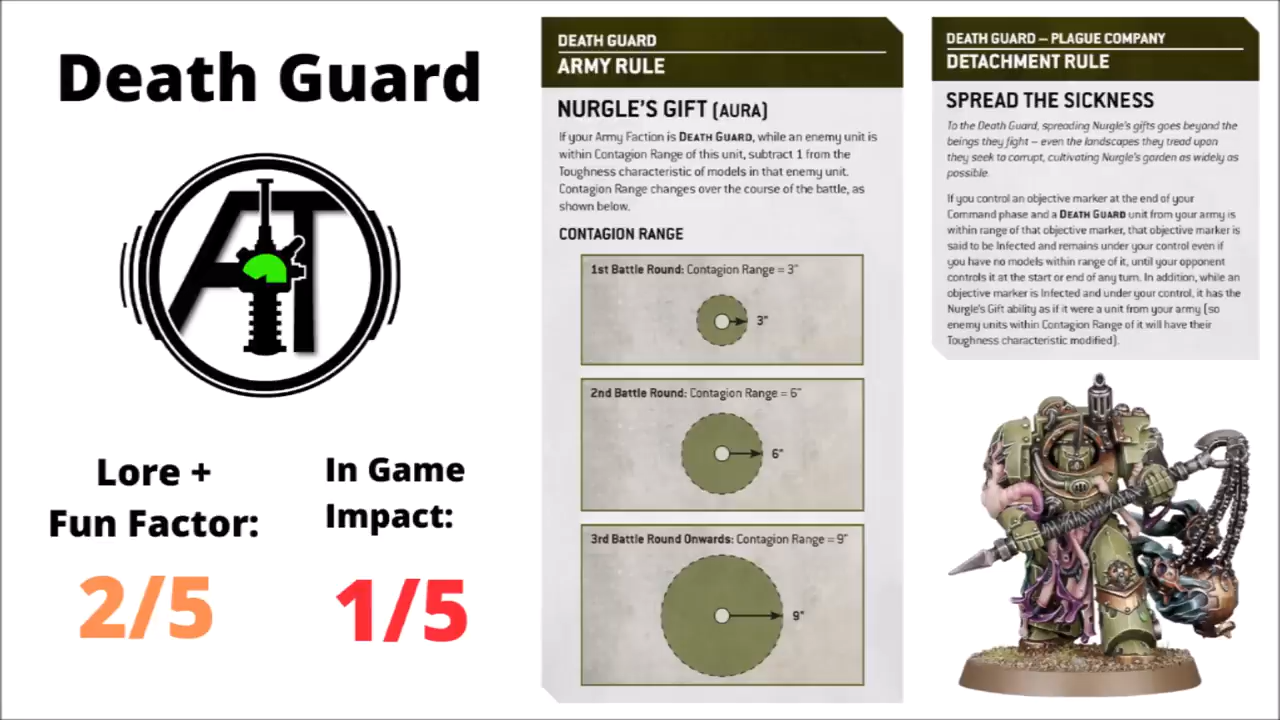 Death Guard
AT
Lore +
Fun Factor:
2/5
In Game
Impact:
1/5
DEATH GUARD
ARMY RULE
NURGLE'S GIFT (AURA)
If your Army Faction is DEATH GUARD, while an enemy unit is
within Contagion Range of this unit, subtract 1 from the
Toughness characteristic of models in that enemy unit.
Contagion Range changes over the course of the battle, as
shown below.
CONTAGION RANGE
1st Battle Round: Contagion Range = 3"
3"
2nd Battle Round: Contagion Range = 6"
6"
3rd Battle Round Onwards: Contagion Range = 9"
9"
DEATH GUARD – PLAGUE COMPANY
DETACHMENT RULE
SPREAD THE SICKNESS
To the Death Guard, spreading Nurgle's gifts goes beyond the
beings they fight – even the landscapes they tread upon
they seek to corrupt, cultivating Nurgle's garden as widely as
possible.
If you control an objective marker at the end of your
Command phase and a DEATH GUARD unit from your army is
within range of that objective marker, that objective marker is
said to be Infected and remains under your control even if
you have no models within range of it, until your opponent
controls it at the start or end of any turn. In addition, while an
objective marker is Infected and under your control, it has the
Nurgle's Gift ability as if it were a unit from your army (so
enemy units within Contagion Range of it will have their
Toughness characteristic modified).